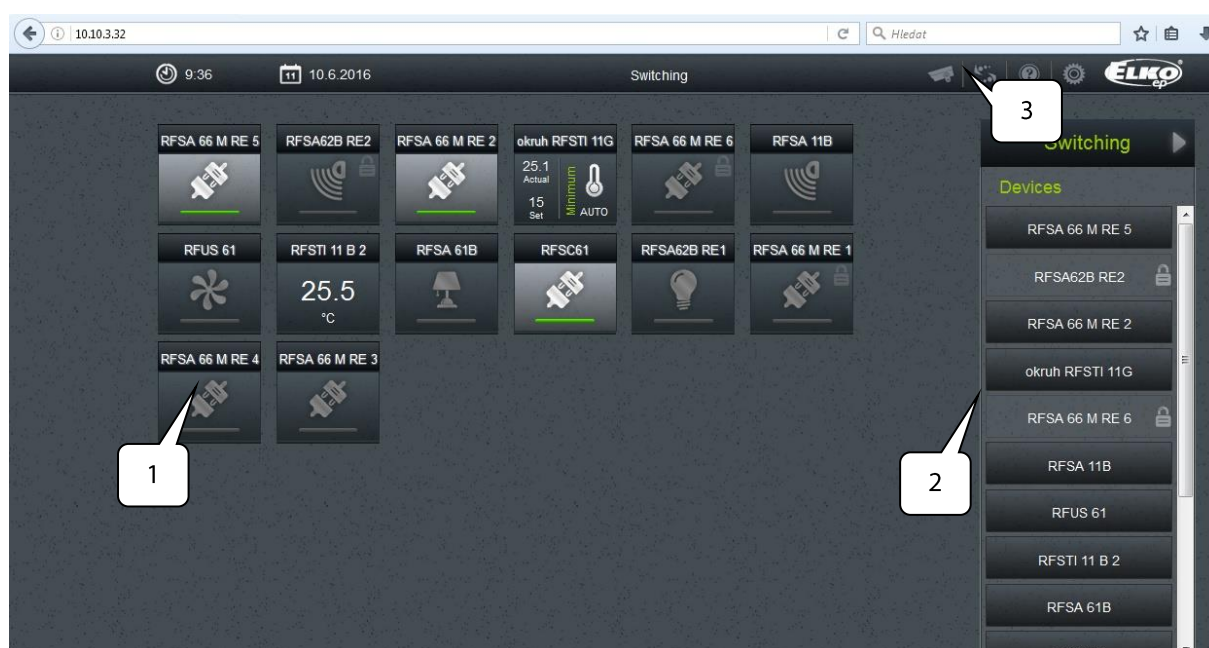 10.10.3.32
Hledat
9:36
11 10.6.2016
Switching
ELKO
ep
3
RFSA 66 M RE 5
RFSA62B RE2
RFSA 66 M RE 2
okruh RFSTI 11G
RFSA 66 M RE 6
RFSA 11B
25.1
Actual
15
Set
Minimum
AUTO
RFUS 61
RFSTI 11 B 2
RFSA 61B
RFSC61
RFSA62B RE1
RFSA 66 M RE 1
25.5
°C
RFSA 66 M RE 4
RFSA 66 M RE 3
1
Switching
Devices
RFSA 66 M RE 5
RFSA62B RE2
RFSA 66 M RE 2
okruh RFSTI 11G
RFSA 66 M RE 6
RFSA 11B
RFUS 61
RFSTI 11 B 2
RFSA 61B
2